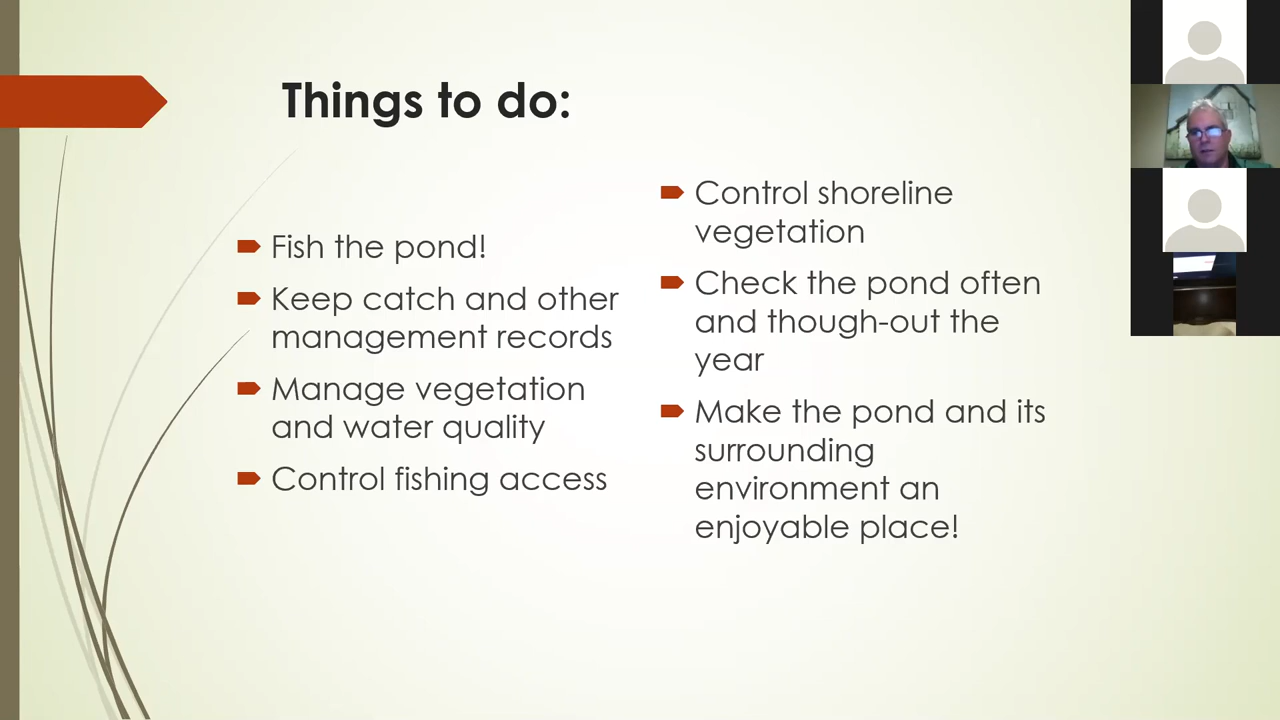 Things to do:
Fish the pond!
Keep catch and other
management records
Manage vegetation
and water quality
Control fishing access
Control shoreline
vegetation
Check the pond often
and though-out the
year
Make the pond and its
surrounding
environment an
enjoyable place!